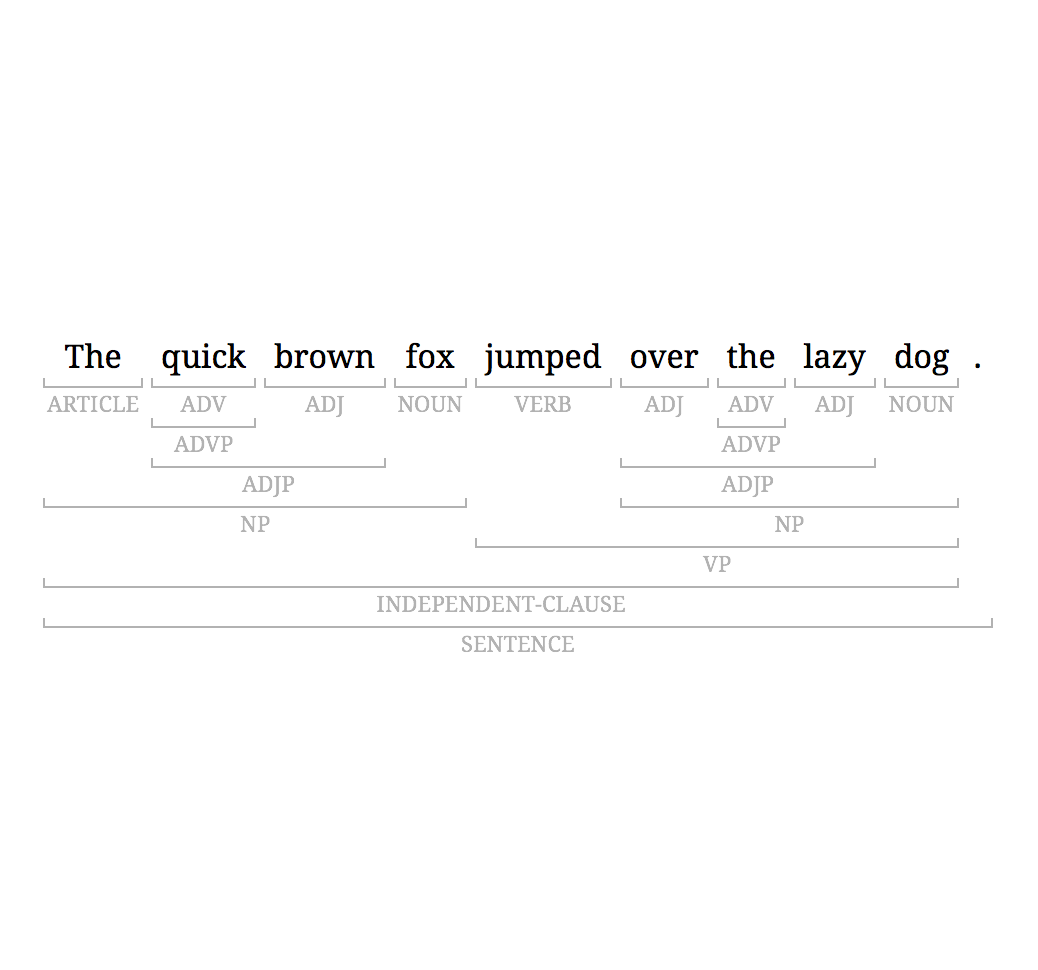 The quick brown fox jumped over the lazy dog .
ARTICLE ADV ADJ NOUN VERB ADJ ADV ADJ NOUN
ADVP ADVP
ADJP ADJP
NP NP
VP
INDEPENDENT-CLAUSE
SENTENCE